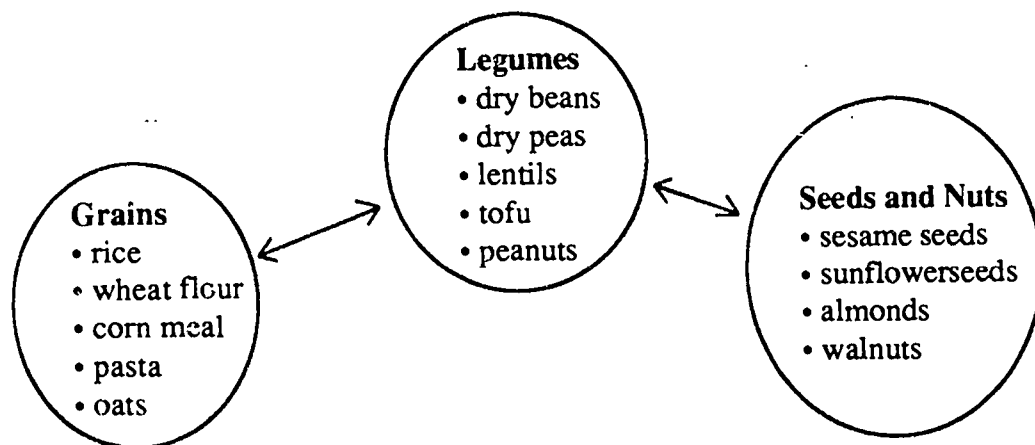 Legumes
• dry beans
• dry peas
• lentils
• tofu
• peanuts
Grains
• rice
• wheat flour
• corn meal
• pasta
• oats
Seeds and Nuts
• sesame seeds
• sunflowerseeds
• almonds
• walnuts